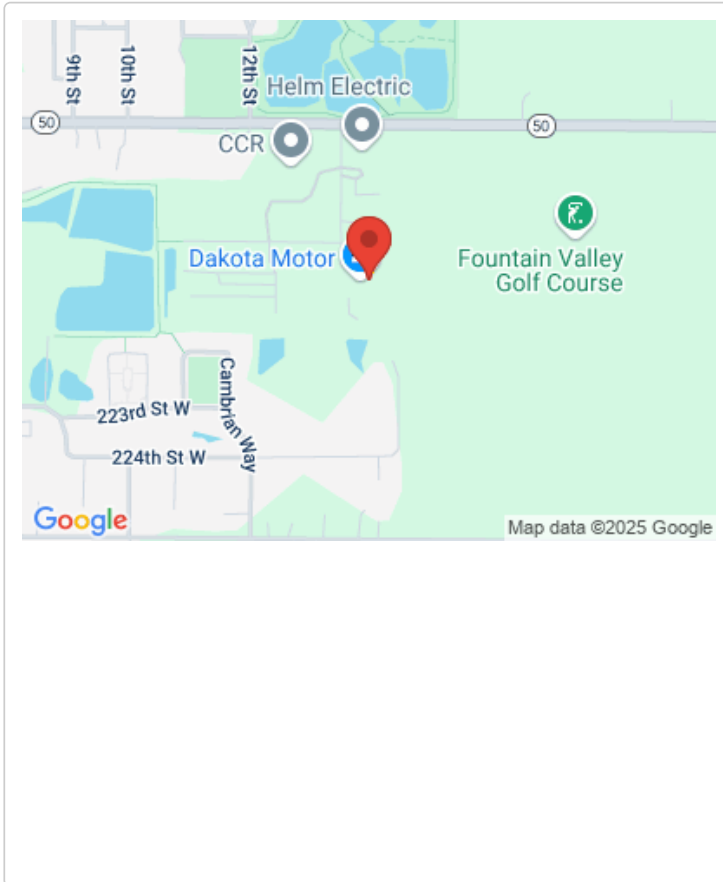 9th St
10th St
12th St
Helm Electric
50
50
CCR
Dakota Motor
Fountain Valley
Golf Course
Cambrian Way
223rd St W
224th St W
Google
Map data ©2025 Google